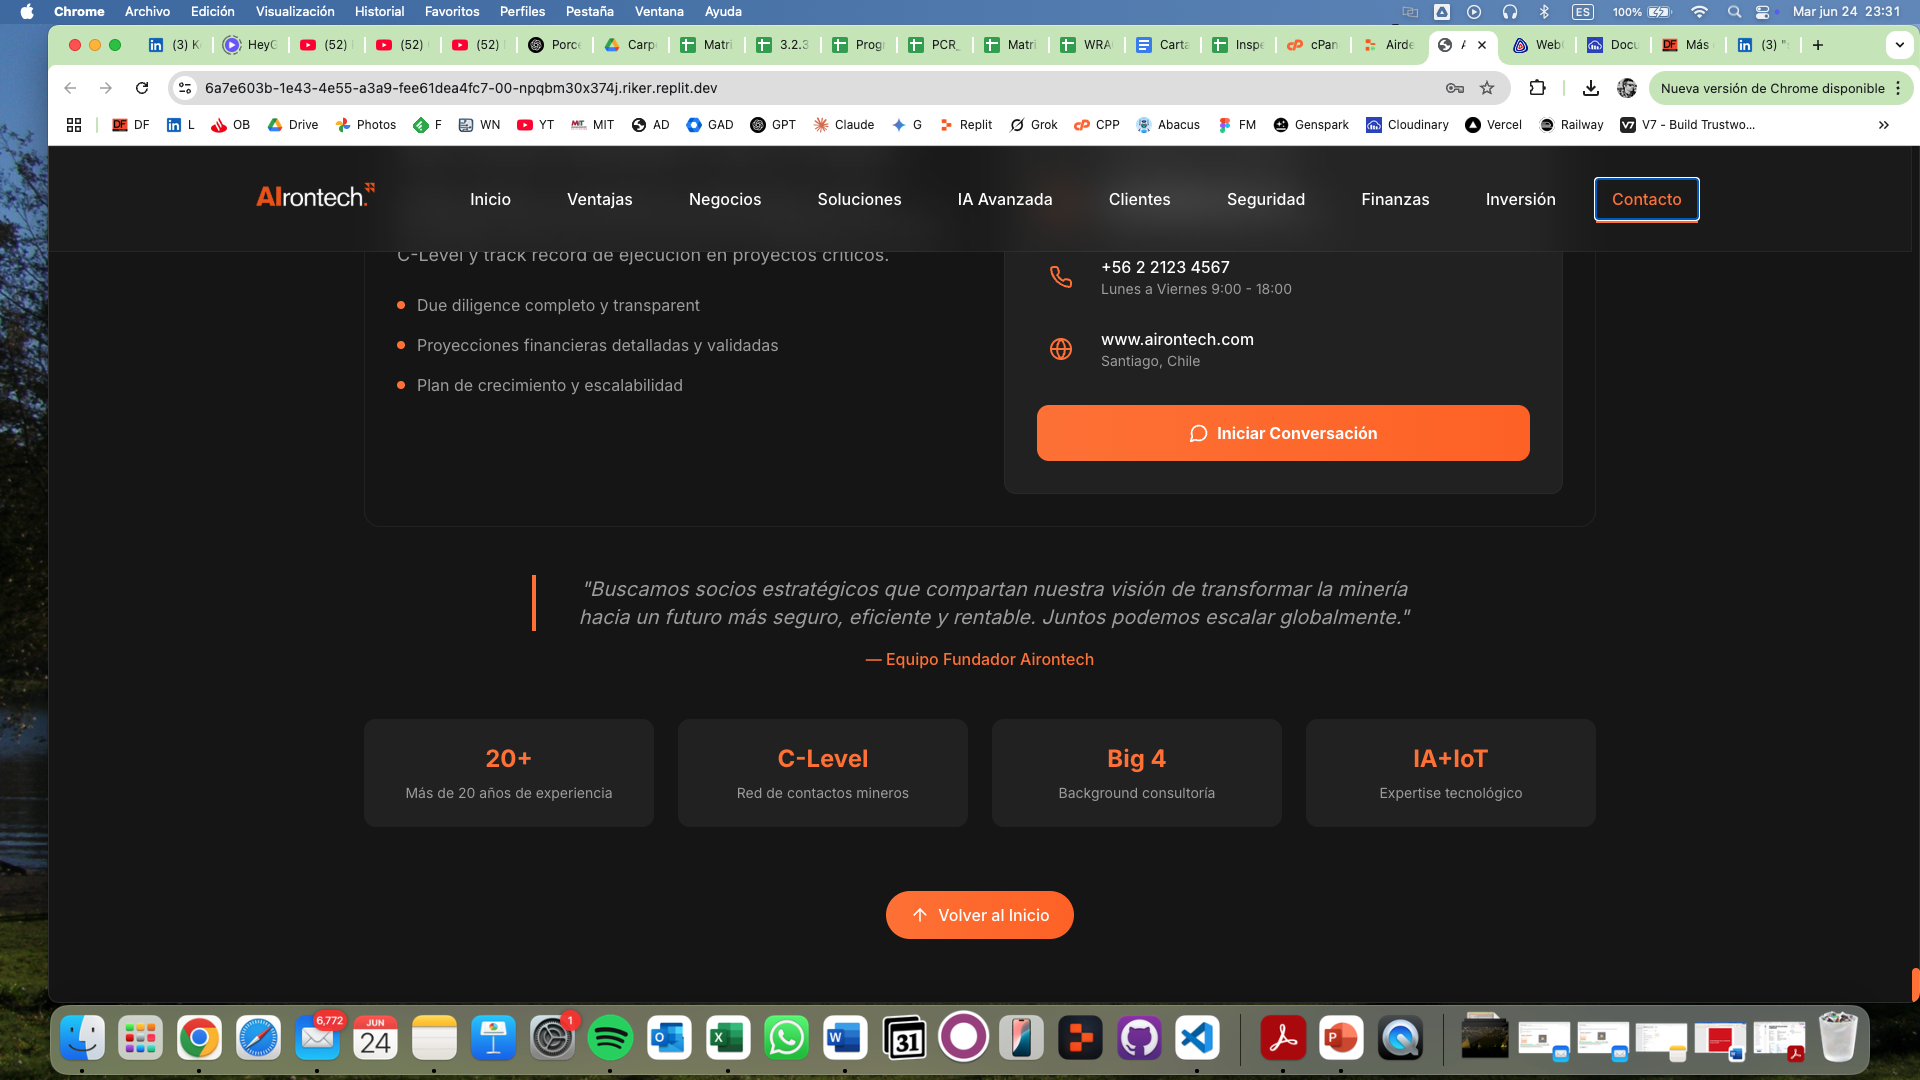 Chrome Archivo Edición Visualización Historial Favoritos Perfiles Pestaña Ventana Ayuda
ES 100% Mar jun 24 23:31
(3) K HeyG (52) (52) (52) Porce Carp Matri 3.2.3 Progr PCR_ Matri WRA Carta Inspe cPan Airde A Web Docu Más (3) "
6a7e603b-1e43-4e55-a3a9-fee61dea4fc7-00-npqbm30x374j.riker.replit.dev
Nueva versión de Chrome disponible
DF L OB Drive Photos F WN YT MIT AD GAD GPT Claude G Replit Grok CPP Abacus FM Genspark Cloudinary Vercel Railway V7 - Build Trustwo...
AIrontech. Inicio Ventajas Negocios Soluciones IA Avanzada Clientes Seguridad Finanzas Inversión Contacto
C-Level y track record de ejecución en proyectos críticos.
Due diligence completo y transparent
Proyecciones financieras detalladas y validadas
Plan de crecimiento y escalabilidad
+56 2 2123 4567
Lunes a Viernes 9:00 - 18:00
www.airontech.com
Santiago, Chile
Iniciar Conversación
"Buscamos socios estratégicos que compartan nuestra visión de transformar la minería
hacia un futuro más seguro, eficiente y rentable. Juntos podemos escalar globalmente."
— Equipo Fundador Airontech
20+
Más de 20 años de experiencia
C-Level
Red de contactos mineros
Big 4
Background consultoría
IA+IoT
Expertise tecnológico
Volver al Inicio
6,772
JUN
24
1
31